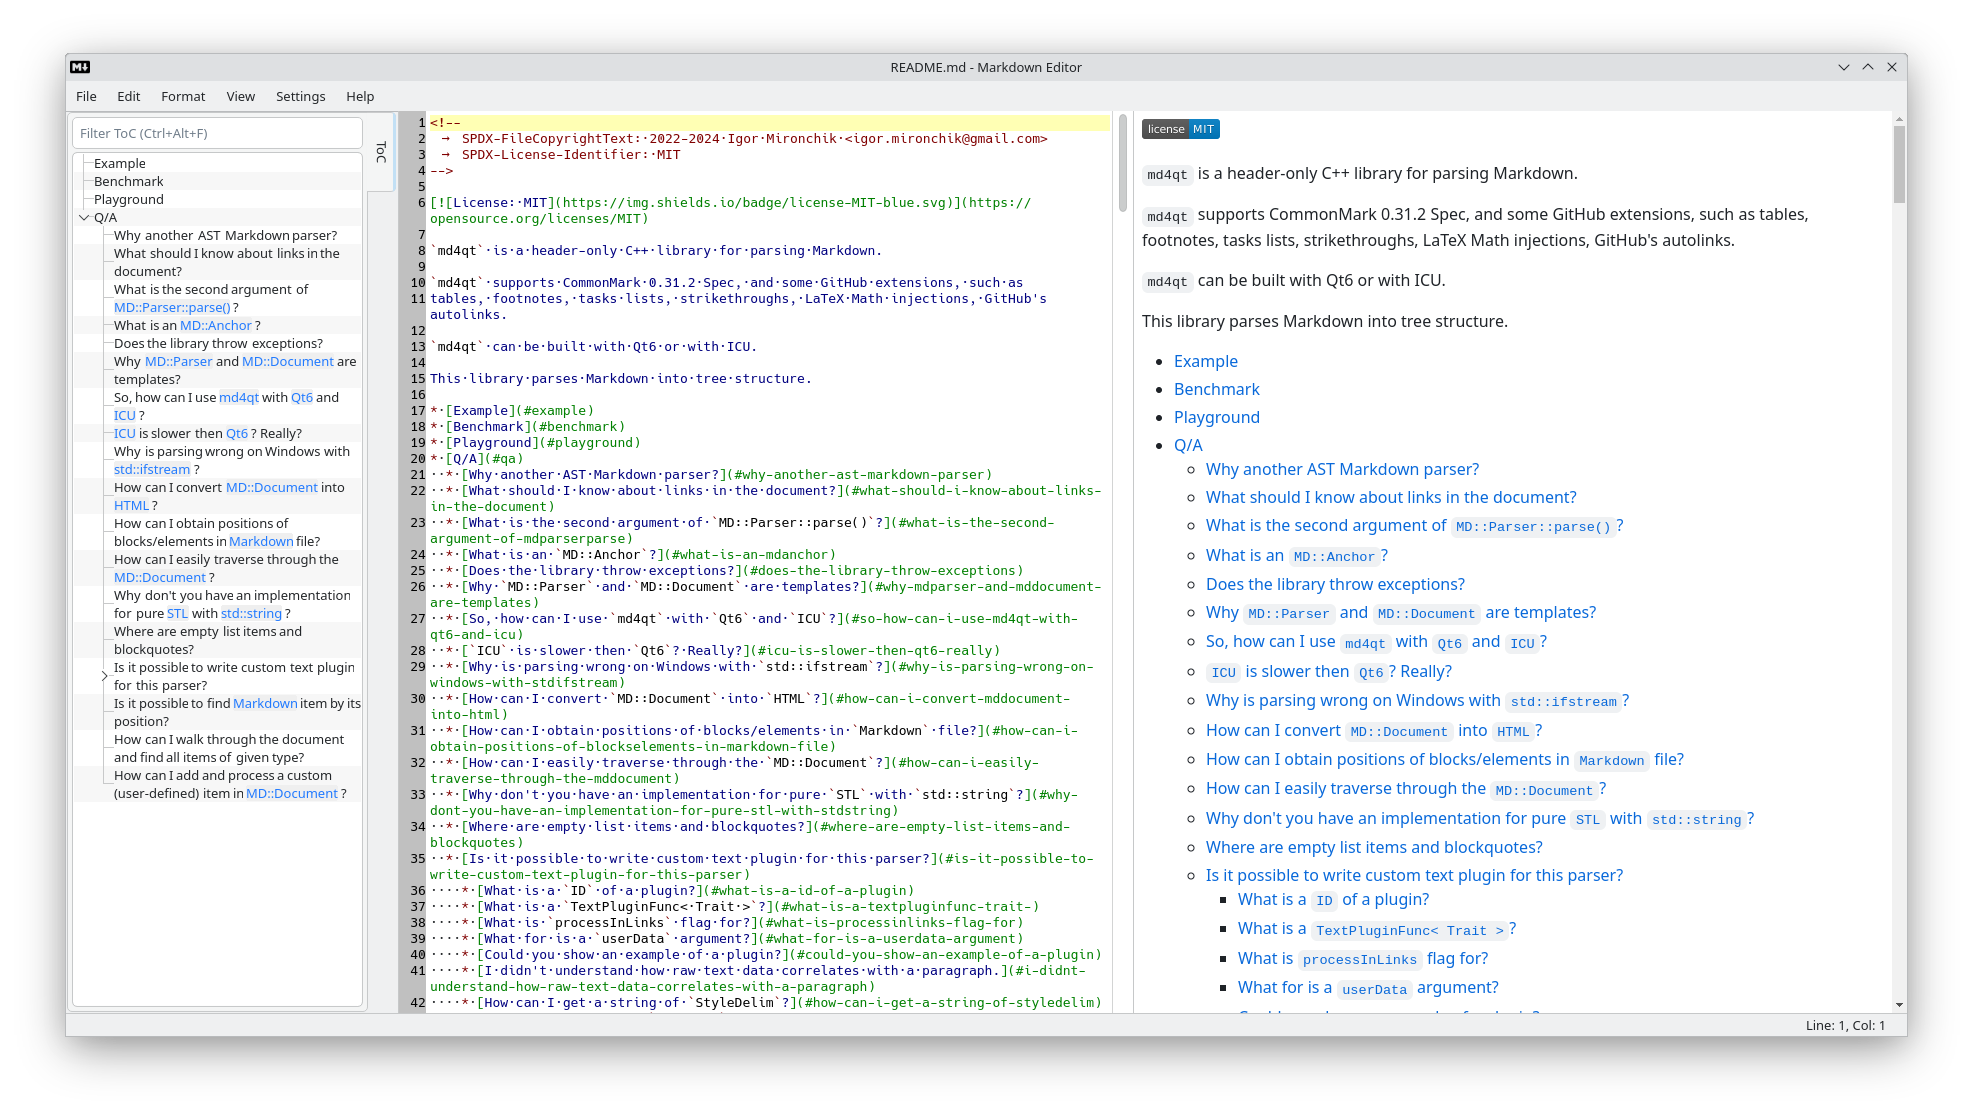 README.md - Markdown Editor
File Edit Format View Settings Help
Filter ToC (Ctrl+Alt+F)
ToC
Example
Benchmark
Playground
Q/A
Why another AST Markdown parser?
What should I know about links in the
document?
What is the second argument of
MD::Parser::parse() ?
What is an MD::Anchor ?
Does the library throw exceptions?
Why MD::Parser and MD::Document are
templates?
So, how can I use md4qt with Qt6 and
ICU ?
ICU is slower then Qt6 ? Really?
Why is parsing wrong on Windows with
std::ifstream ?
How can I convert MD::Document into
HTML ?
How can I obtain positions of
blocks/elements in Markdown file?
How can I easily traverse through the
MD::Document ?
Why don't you have an implementation
for pure STL with std::string ?
Where are empty list items and
blockquotes?
Is it possible to write custom text plugin
for this parser?
Is it possible to find Markdown item by its
position?
How can I walk through the document
and find all items of given type?
How can I add and process a custom
(user-defined) item in MD::Document ?
1 <!--
2 → SPDX-FileCopyrightText:·2022-2024·Igor·Mironchik·<igor.mironchik@gmail.com>
3 → SPDX-License-Identifier:·MIT
4 -->
5
6 [![License:·MIT](https://img.shields.io/badge/license-MIT-blue.svg)](https://
opensource.org/licenses/MIT)
7
8 `md4qt`·is·a·header-only·C++·library·for·parsing·Markdown.
9
10 `md4qt`·supports·CommonMark·0.31.2·Spec,·and·some·GitHub·extensions,·such·as
11 tables,·footnotes,·tasks·lists,·strikethroughs,·LaTeX·Math·injections,·GitHub's
autolinks.
12
13 `md4qt`·can·be·built·with·Qt6·or·with·ICU.
14
15 This·library·parses·Markdown·into·tree·structure.
16
17 *·[Example](#example)
18 *·[Benchmark](#benchmark)
19 *·[Playground](#playground)
20 *·[Q/A](#qa)
21 ··*·[Why·another·AST·Markdown·parser?](#why-another-ast-markdown-parser)
22 ··*·[What·should·I·know·about·links·in·the·document?](#what-should-i-know-about-links-
in-the-document)
23 ··*·[What·is·the·second·argument·of·`MD::Parser::parse()`?](#what-is-the-second-
argument-of-mdparserparse)
24 ··*·[What·is·an·`MD::Anchor`?](#what-is-an-mdanchor)
25 ··*·[Does·the·library·throw·exceptions?](#does-the-library-throw-exceptions)
26 ··*·[Why·`MD::Parser`·and·`MD::Document`·are·templates?](#why-mdparser-and-mddocument-
are-templates)
27 ··*·[So,·how·can·I·use·`md4qt`·with·`Qt6`·and·`ICU`?](#so-how-can-i-use-md4qt-with-
qt6-and-icu)
28 ··*·[`ICU`·is·slower·then·`Qt6`?·Really?](#icu-is-slower-then-qt6-really)
29 ··*·[Why·is·parsing·wrong·on·Windows·with·`std::ifstream`?](#why-is-parsing-wrong-on-
windows-with-stdifstream)
30 ··*·[How·can·I·convert·`MD::Document`·into·`HTML`?](#how-can-i-convert-mddocument-
into-html)
31 ··*·[How·can·I·obtain·positions·of·blocks/elements·in·`Markdown`·file?](#how-can-i-
obtain-positions-of-blockselements-in-markdown-file)
32 ··*·[How·can·I·easily·traverse·through·the·`MD::Document`?](#how-can-i-easily-
traverse-through-the-mddocument)
33 ··*·[Why·don't·you·have·an·implementation·for·pure·`STL`·with·`std::string`?](#why-
dont-you-have-an-implementation-for-pure-stl-with-stdstring)
34 ··*·[Where·are·empty·list·items·and·blockquotes?](#where-are-empty-list-items-and-
blockquotes)
35 ··*·[Is·it·possible·to·write·custom·text·plugin·for·this·parser?](#is-it-possible-to-
write-custom-text-plugin-for-this-parser)
36 ····*·[What·is·a·`ID`·of·a·plugin?](#what-is-a-id-of-a-plugin)
37 ····*·[What·is·a·`TextPluginFunc<·Trait·>`?](#what-is-a-textpluginfunc-trait-)
38 ····*·[What·is·`processInLinks`·flag·for?](#what-is-processinlinks-flag-for)
39 ····*·[What·for·is·a·`userData`·argument?](#what-for-is-a-userdata-argument)
40 ····*·[Could·you·show·an·example·of·a·plugin?](#could-you-show-an-example-of-a-plugin)
41 ····*·[I·didn't·understand·how·raw·text·data·correlates·with·a·paragraph.](#i-didnt-
understand-how-raw-text-data-correlates-with-a-paragraph)
42 ····*·[How·can·I·get·a·string·of·`StyleDelim`?](#how-can-i-get-a-string-of-styledelim)
license MIT
md4qt is a header-only C++ library for parsing Markdown.
md4qt supports CommonMark 0.31.2 Spec, and some GitHub extensions, such as tables,
footnotes, tasks lists, strikethroughs, LaTeX Math injections, GitHub's autolinks.
md4qt can be built with Qt6 or with ICU.
This library parses Markdown into tree structure.
Example
Benchmark
Playground
Q/A
Why another AST Markdown parser?
What should I know about links in the document?
What is the second argument of MD::Parser::parse() ?
What is an MD::Anchor ?
Does the library throw exceptions?
Why MD::Parser and MD::Document are templates?
So, how can I use md4qt with Qt6 and ICU ?
ICU is slower then Qt6 ? Really?
Why is parsing wrong on Windows with std::ifstream ?
How can I convert MD::Document into HTML ?
How can I obtain positions of blocks/elements in Markdown file?
How can I easily traverse through the MD::Document ?
Why don't you have an implementation for pure STL with std::string ?
Where are empty list items and blockquotes?
Is it possible to write custom text plugin for this parser?
What is a ID of a plugin?
What is a TextPluginFunc< Trait > ?
What is processInLinks flag for?
What for is a userData argument?
Line: 1, Col: 1